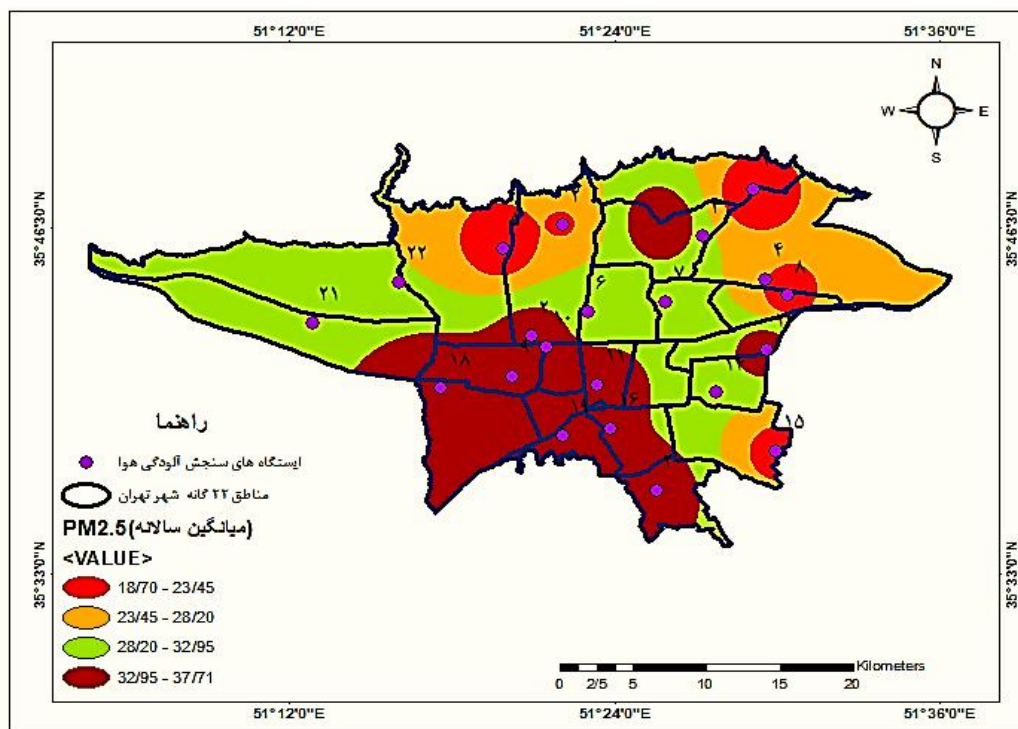 51°12'0"E
51°24'0"E
51°36'0"E
N
W
E
S
35°46'30"N
35°46'30"N
۲۲
۲۱
۴
۸
۷
۶
۱۸
۱۶
۱۵
راهنما
ایستگاه های سنجش آلودگی هوا
مناطق ۲۲ گانه شهر تهران
PM2.5(میانگین سالانه)
<VALUE>
18/70 - 23/45
23/45 - 28/20
28/20 - 32/95
32/95 - 37/71
35°33'0"N
35°33'0"N
Kilometers
0 2/5 5 10 15 20
51°12'0"E
51°24'0"E
51°36'0"E